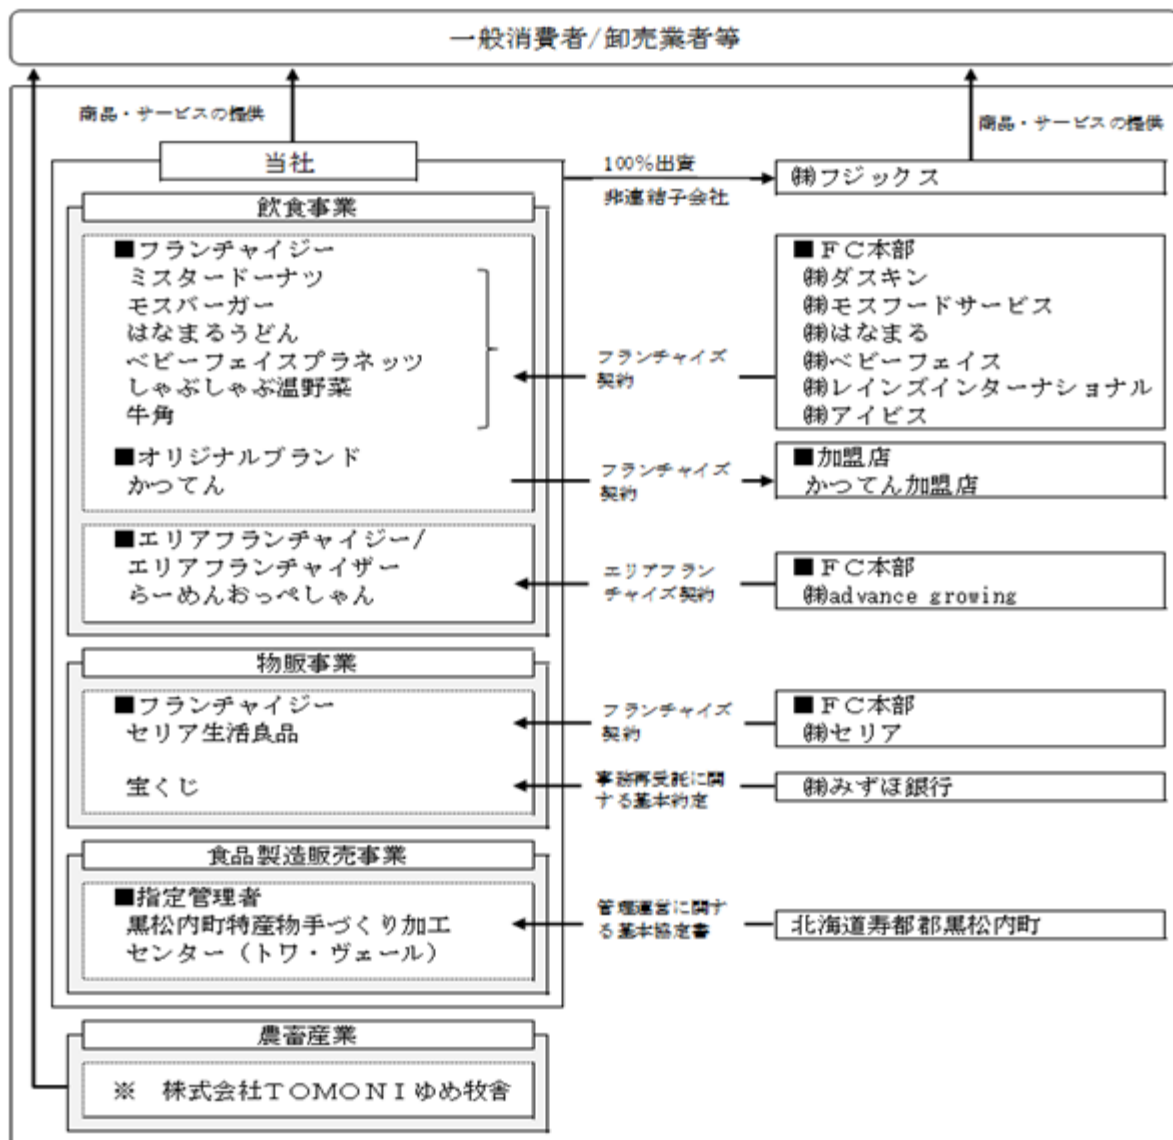 一般消費者/卸売業者等
商品・サービスの提供
商品・サービスの提供
当社
100％出資
非連結子会社
㈱フジックス
飲食事業
■フランチャイジー
ミスタードーナツ
モスバーガー
はなまるうどん
ベビーフェイスプラネッツ
しゃぶしゃぶ温野菜
牛角
フランチャイズ
契約
■ＦＣ本部
㈱ダスキン
㈱モスフードサービス
㈱はなまる
㈱ベビーフェイス
㈱レインズインターナショナル
㈱アイビス
■オリジナルブランド
かつてん
フランチャイズ
契約
■加盟店
かつてん加盟店
■エリアフランチャイジー/
エリアフランチャイザー
らーめんおっぺしゃん
エリアフラン
チャイズ契約
■ＦＣ本部
㈱advance growing
物販事業
■フランチャイジー
セリア生活良品
フランチャイズ
契約
■ＦＣ本部
㈱セリア
宝くじ
事務再受託に関
する基本約定
㈱みずほ銀行
食品製造販売事業
■指定管理者
黒松内町特産物手づくり加工
センター（トワ・ヴェール）
管理運営に関す
る基本協定書
北海道寿都郡黒松内町
農畜産業
※　株式会社ＴＯＭＯＮＩゆめ牧舎